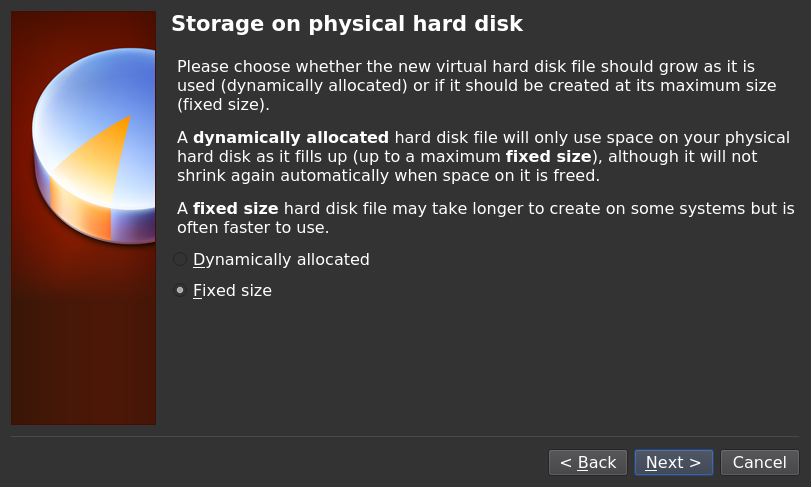 Storage on physical hard disk
Please choose whether the new virtual hard disk file should grow as it is
used (dynamically allocated) or if it should be created at its maximum size
(fixed size).
A dynamically allocated hard disk file will only use space on your physical
hard disk as it fills up (up to a maximum fixed size), although it will not
shrink again automatically when space on it is freed.
A fixed size hard disk file may take longer to create on some systems but is
often faster to use.
Dynamically allocated
Fixed size
< Back Next > Cancel